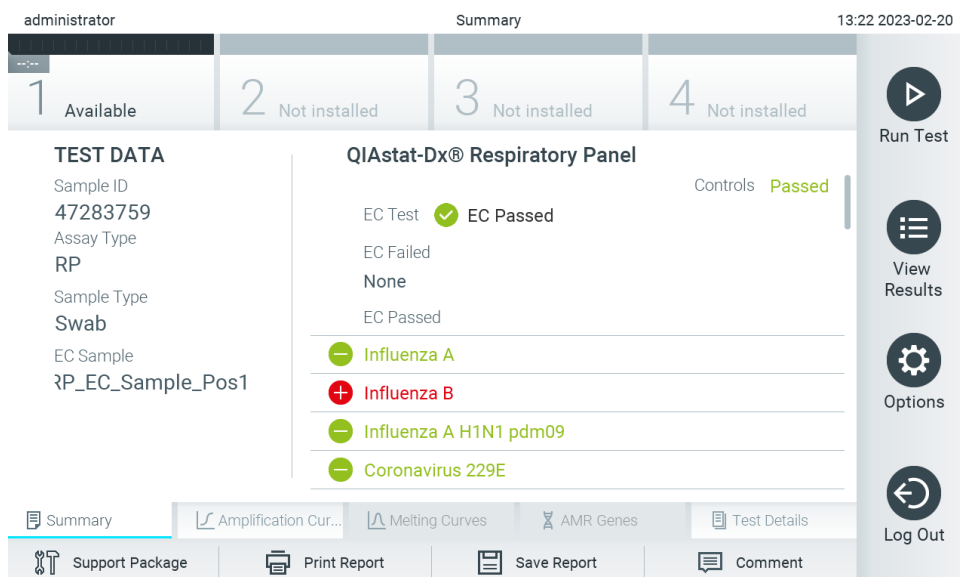 administrator
Summary
13:22 2023-02-20
--:--
1 Available
2 Not installed
3 Not installed
4 Not installed
Run Test
TEST DATA
Sample ID
47283759
Assay Type
RP
Sample Type
Swab
EC Sample
RP_EC_Sample_Pos1
QIAstat-Dx® Respiratory Panel
Controls Passed
EC Test EC Passed
EC Failed
None
EC Passed
Influenza A
Influenza B
Influenza A H1N1 pdm09
Coronavirus 229E
View
Results
Options
Log Out
Summary
Amplification Cur...
Melting Curves
AMR Genes
Test Details
Support Package
Print Report
Save Report
Comment